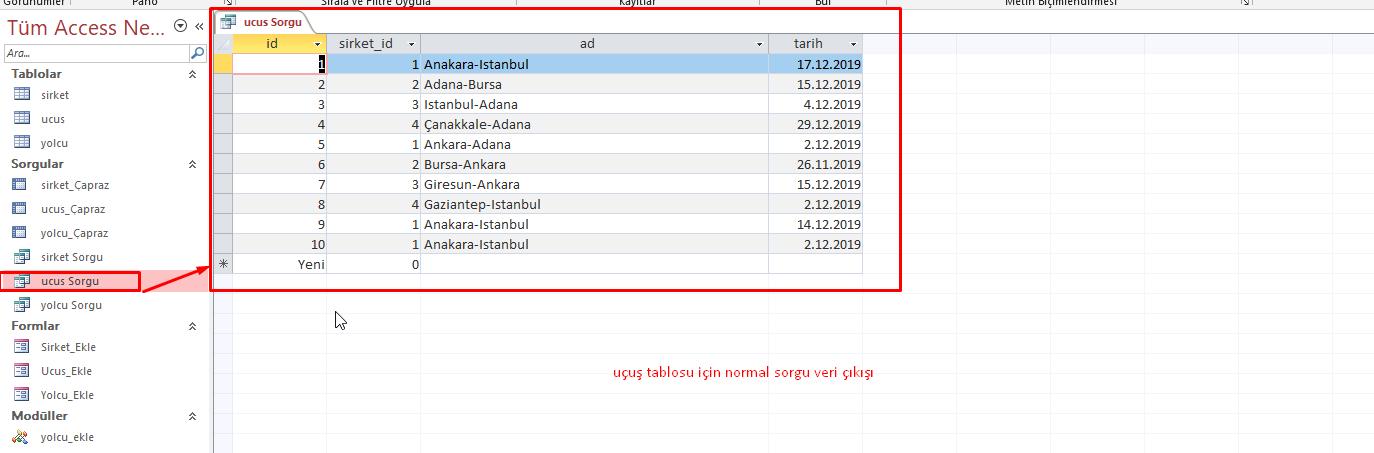 Görünümler Pano Sırala ve Filtre Uygula Kayıtlar Bul Metin Biçimlendirmesi
Tüm Access Ne...
Ara...
Tablolar
sirket
ucus
yolcu
Sorgular
sirket_Çapraz
ucus_Çapraz
yolcu_Çapraz
sirket Sorgu
ucus Sorgu
yolcu Sorgu
Formlar
Sirket_Ekle
Ucus_Ekle
Yolcu_Ekle
Modüller
yolcu_ekle
ucus Sorgu
id sirket_id ad tarih
1 1 Anakara-Istanbul 17.12.2019
2 2 Adana-Bursa 15.12.2019
3 3 Istanbul-Adana 4.12.2019
4 4 Çanakkale-Adana 29.12.2019
5 1 Ankara-Adana 2.12.2019
6 2 Bursa-Ankara 26.11.2019
7 3 Giresun-Ankara 15.12.2019
8 4 Gaziantep-Istanbul 2.12.2019
9 1 Anakara-Istanbul 14.12.2019
10 1 Anakara-Istanbul 2.12.2019
Yeni 0
uçuş tablosu için normal sorgu veri çıkışı